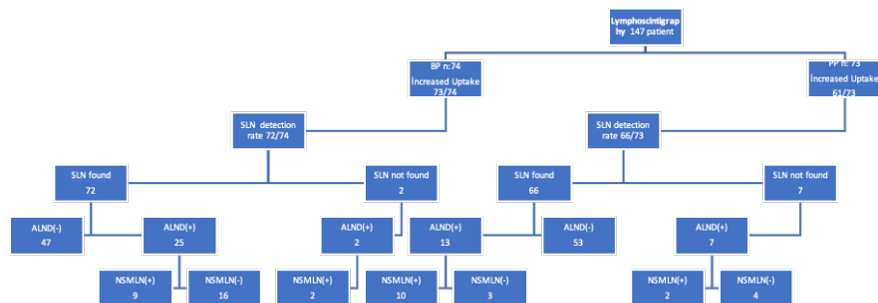 Lymphoscintigrap
hy 147 patient
BP n:74
İncreased Uptake
73/74
PP n: 73
İncreased Uptake
61/73
SLN detection
rate 72/74
SLN detection
rate 66/73
SLN found
72
SLN not found
2
SLN found
66
SLN not found
7
ALND(-)
47
ALND(+)
25
ALND(+)
2
ALND(+)
13
ALND(-)
53
ALND(+)
7
NSMLN(+)
9
NSMLN(-)
16
NSMLN(+)
2
NSMLN(+)
10
NSMLN(-)
3
NSMLN(+)
2
NSMLN(-)
4